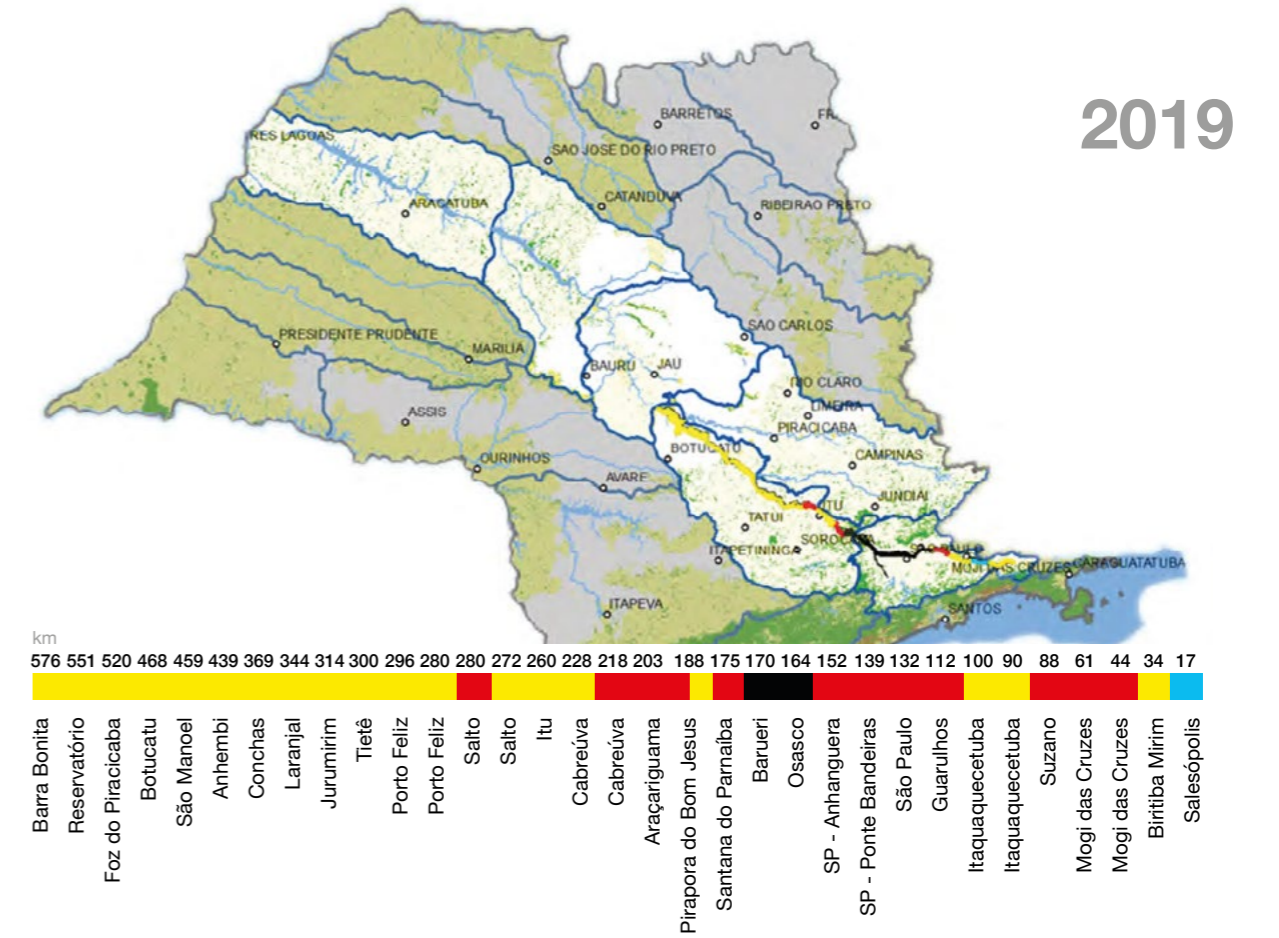 2019
BARRETOS
FR
SAO JOSE DO RIO PRETO
RES LAGOAS
CATANDUVA
ARACATUBA
RIBEIRAO PRETO
SAO CARLOS
PRESIDENTE PRUDENTE
MARILIA
BAURU
JAU
RIO CLARO
LIMEIRA
ASSIS
PIRACICABA
BOTUCATU
CAMPINAS
OURINHOS
AVARE
JUNDIAI
ITU
TATUI
SOROCABA
ITAPETININGA
SAO PAULO
MOJI DAS CRUZES
CARAGUATATUBA
ITAPEVA
SANTOS
km
576 551 520 468 459 439 369 344 314 300 296 280 280 272 260 228 218 203 188 175 170 164 152 139 132 112 100 90 88 61 44 34 17
Barra Bonita
Reservatório
Foz do Piracicaba
Botucatu
São Manoel
Anhembi
Conchas
Laranjal
Jurumirim
Tietê
Porto Feliz
Porto Feliz
Salto
Salto
Itu
Cabreúva
Cabreúva
Araçariguama
Pirapora do Bom Jesus
Santana do Parnaíba
Barueri
Osasco
SP - Anhanguera
SP - Ponte Bandeiras
São Paulo
Guarulhos
Itaquaquecetuba
Itaquaquecetuba
Suzano
Mogi das Cruzes
Mogi das Cruzes
Biritiba Mirim
Salesópolis